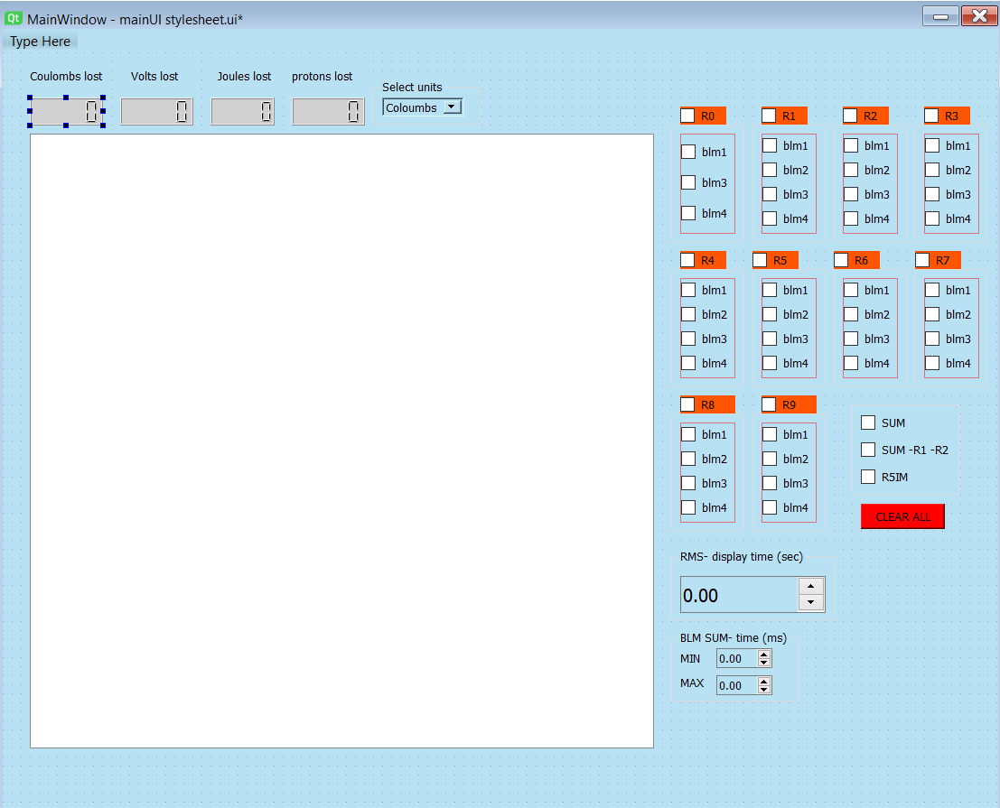 Qt MainWindow - mainUI stylesheet.ui*
Type Here
Coulombs lost Volts lost Joules lost protons lost
Select units
0 0 0 0 Coloumbs
R0 R1 R2 R3
blm1 blm1 blm1 blm1
blm2 blm2 blm2
blm3 blm3 blm3 blm3
blm4 blm4 blm4 blm4
R4 R5 R6 R7
blm1 blm1 blm1 blm1
blm2 blm2 blm2 blm2
blm3 blm3 blm3 blm3
blm4 blm4 blm4 blm4
R8 R9
SUM
blm1 blm1
SUM -R1 -R2
blm2 blm2
R5IM
blm3 blm3
blm4 blm4
CLEAR ALL
RMS- display time (sec)
0.00
BLM SUM- time (ms)
MIN 0.00
MAX 0.00